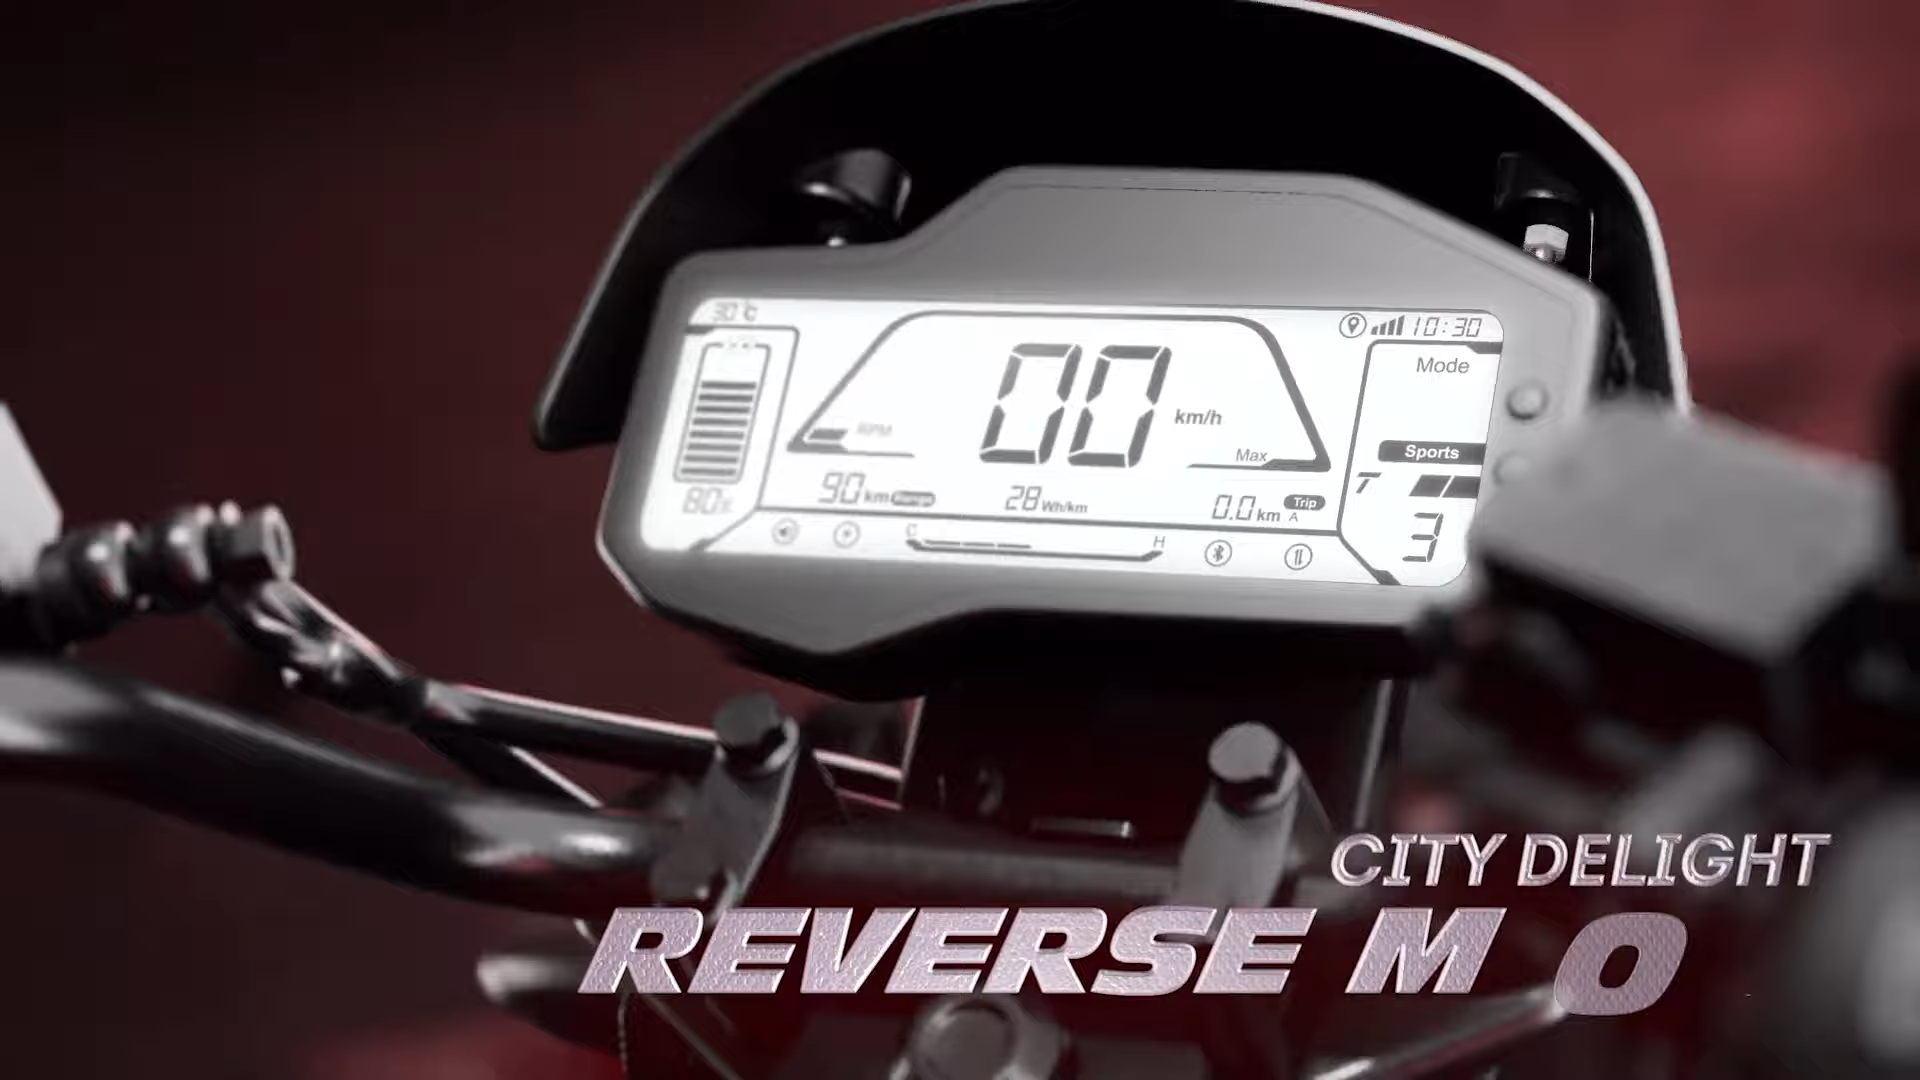 30°C
10:30
Mode
00 km/h
RPM
Max
Sports
T
80%
90 km Range
28 Wh/km
0.0 km Trip A
3
C H
CITY DELIGHT
REVERSE MO